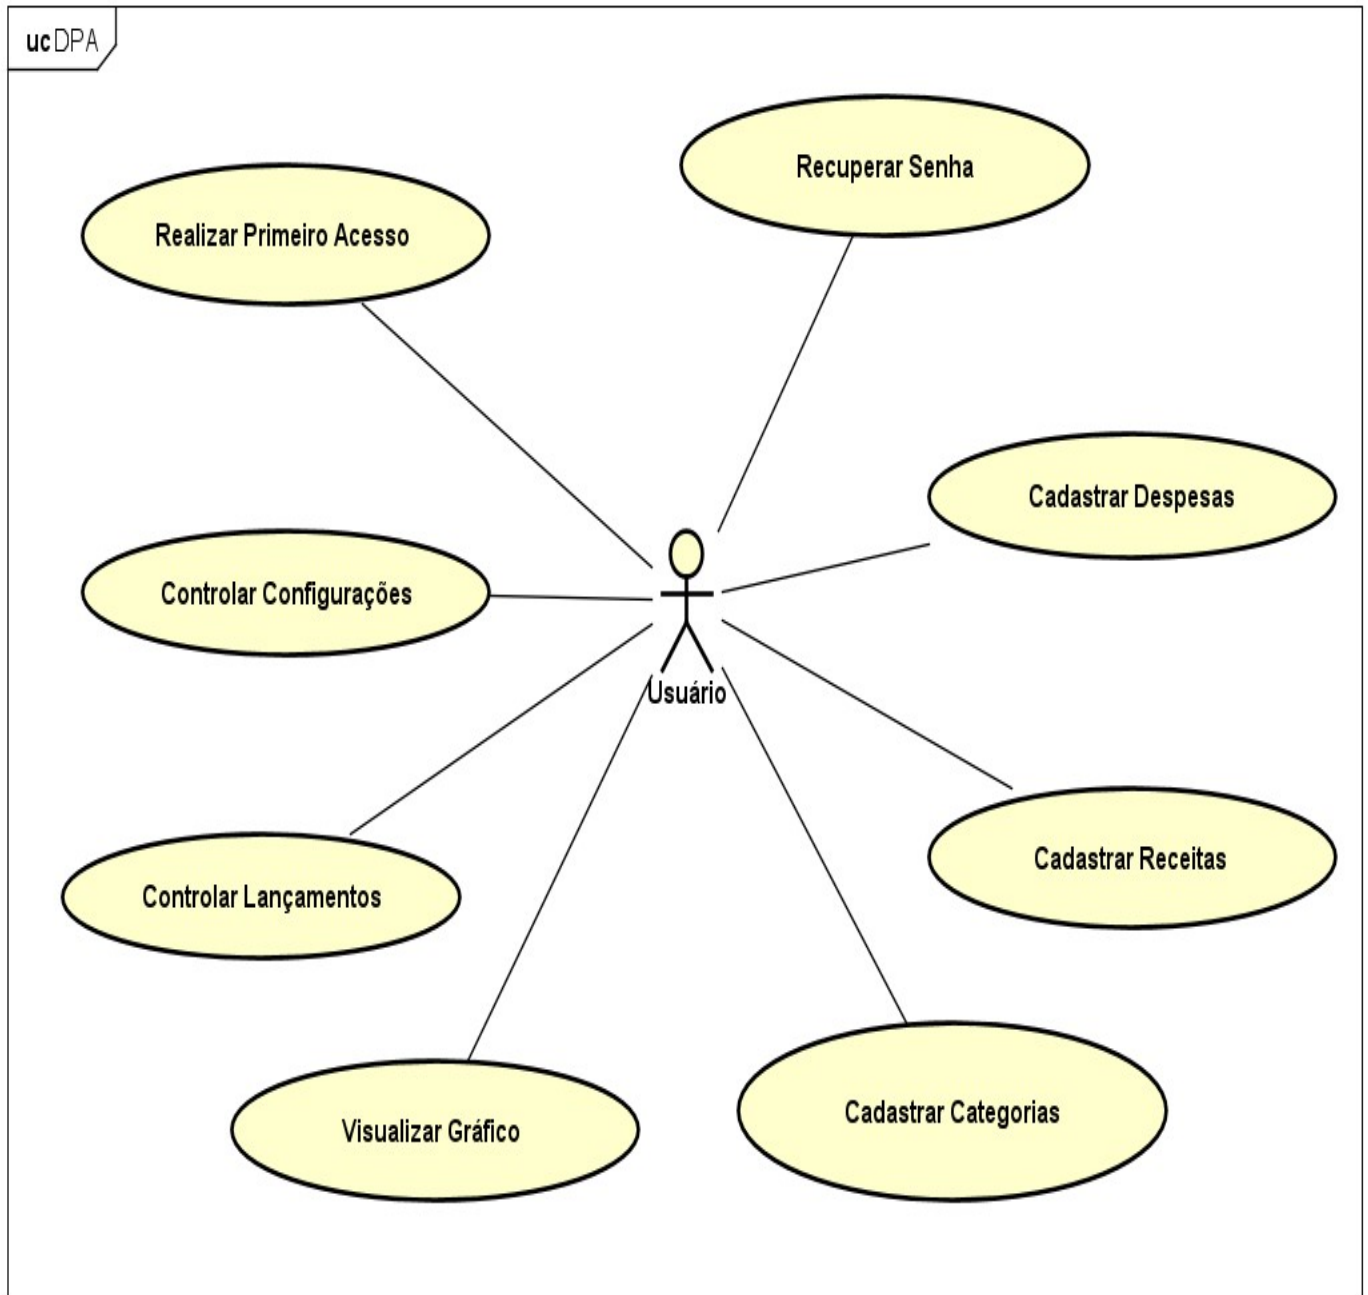 uc DPA
Recuperar Senha
Realizar Primeiro Acesso
Cadastrar Despesas
Controlar Configurações
Usuário
Cadastrar Receitas
Controlar Lançamentos
Cadastrar Categorias
Visualizar Gráfico